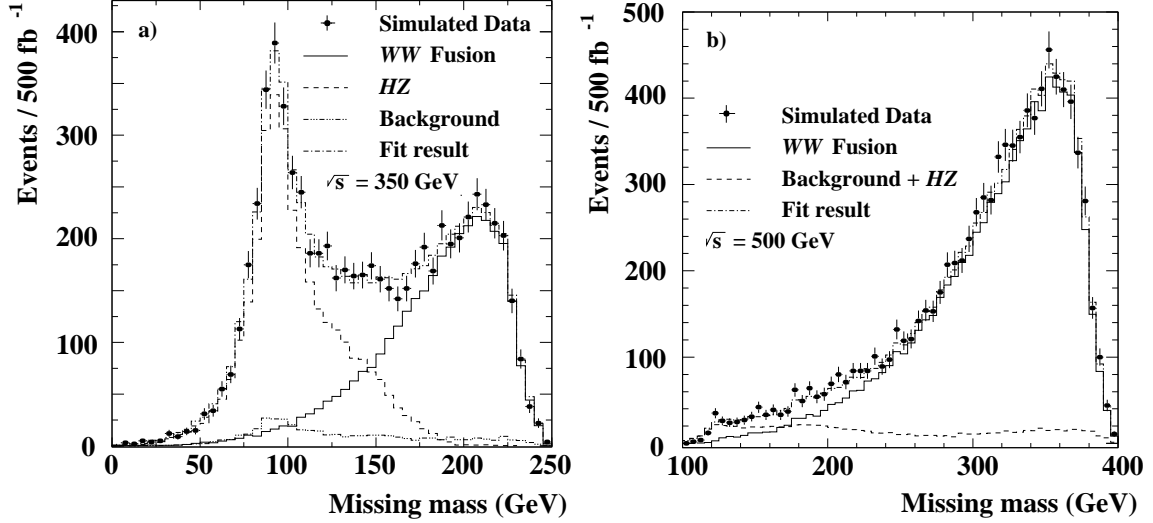 a)
Simulated Data
WW Fusion
HZ
Background
Fit result
√s = 350 GeV
Events / 500 fb -1
400
300
200
100
0
0 50 100 150 200 250
Missing mass (GeV)
b)
Simulated Data
WW Fusion
Background + HZ
Fit result
√s = 500 GeV
Events / 500 fb -1
500
400
300
200
100
0
100 200 300 400
Missing mass (GeV)